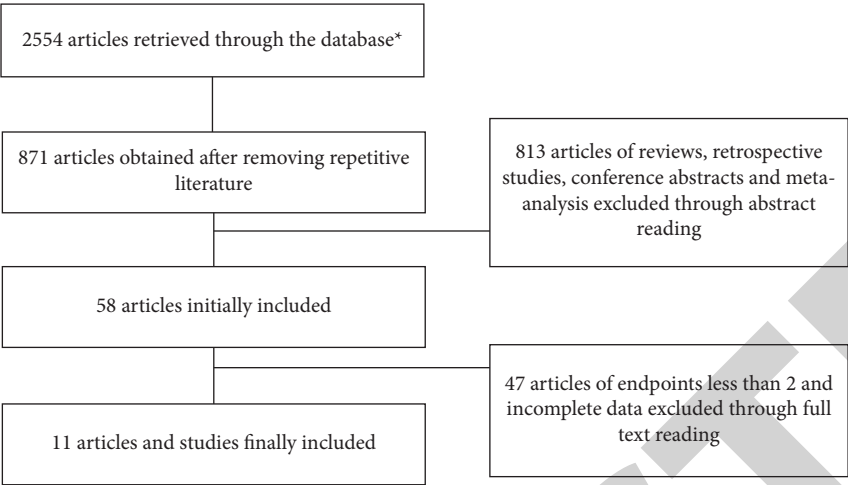 2554 articles retrieved through the database*
871 articles obtained after removing repetitive
literature
813 articles of reviews, retrospective
studies, conference abstracts and meta-
analysis excluded through abstract
reading
58 articles initially included
47 articles of endpoints less than 2 and
incomplete data excluded through full
text reading
11 articles and studies finally included